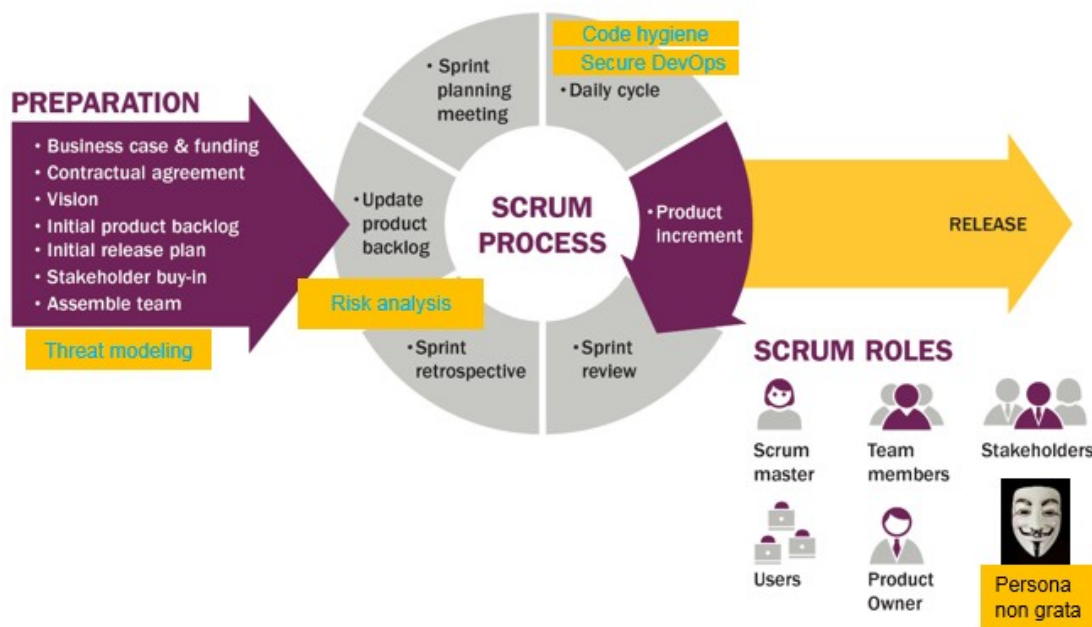 PREPARATION
• Business case & funding
• Contractual agreement
• Vision
• Initial product backlog
• Initial release plan
• Stakeholder buy-in
• Assemble team
Threat modeling
Code hygiene
Secure DevOps
• Daily cycle
• Sprint
planning
meeting
• Update
product
backlog
Risk analysis
• Sprint
retrospective
• Sprint
review
• Product
increment
SCRUM
PROCESS
RELEASE
SCRUM ROLES
Scrum
master
Team
members
Stakeholders
Users
Product
Owner
Persona
non grata